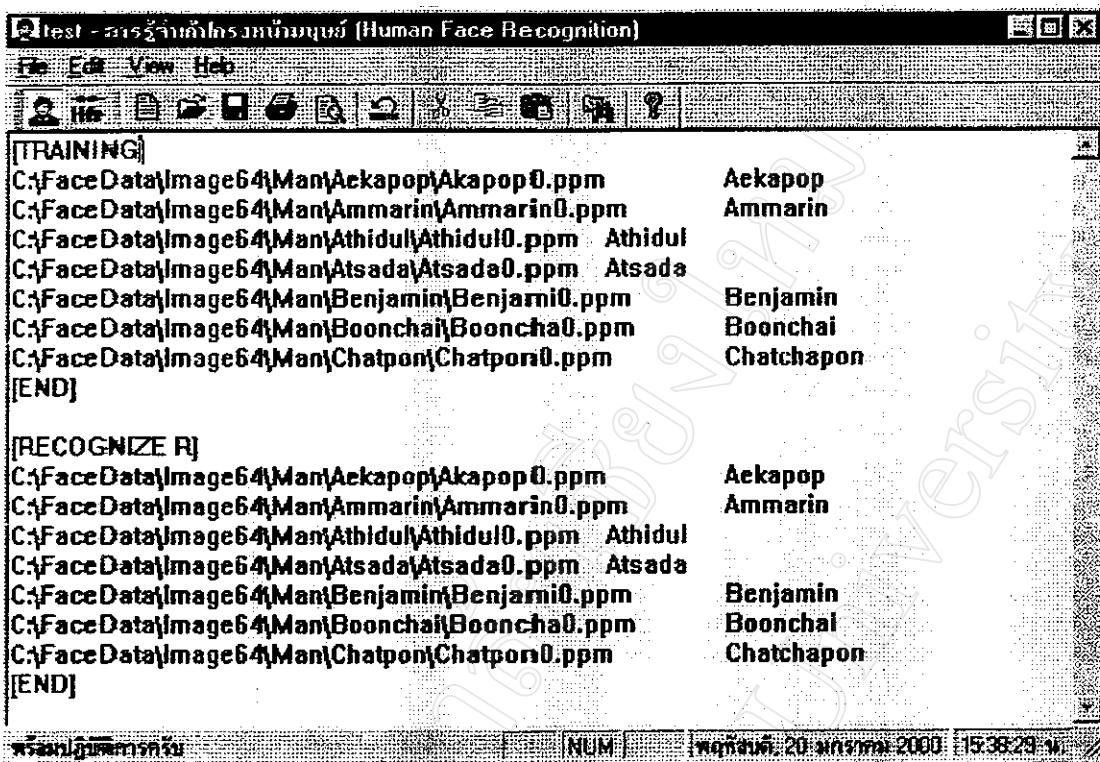 test - การรู้จำเค้าโครงหน้ามนุษย์ (Human Face Recognition)
File Edit View Help
Hfr
[TRAINING]
C:\FaceData\Image64\Man\Aekapop\Akapop0.ppm Aekapop
C:\FaceData\Image64\Man\Ammarin\Ammarin0.ppm Ammarin
C:\FaceData\Image64\Man\Athidul\Athidul0.ppm Athidul
C:\FaceData\Image64\Man\Atsada\Atsada0.ppm Atsada
C:\FaceData\Image64\Man\Benjamin\Benjami0.ppm Benjamin
C:\FaceData\Image64\Man\Boonchai\Booncha0.ppm Boonchai
C:\FaceData\Image64\Man\Chatpon\Chatpon0.ppm Chatchapon
[END]
[RECOGNIZE R]
C:\FaceData\Image64\Man\Aekapop\Akapop0.ppm Aekapop
C:\FaceData\Image64\Man\Ammarin\Ammarin0.ppm Ammarin
C:\FaceData\Image64\Man\Athidul\Athidul0.ppm Athidul
C:\FaceData\Image64\Man\Atsada\Atsada0.ppm Atsada
C:\FaceData\Image64\Man\Benjamin\Benjami0.ppm Benjamin
C:\FaceData\Image64\Man\Boonchai\Booncha0.ppm Boonchai
C:\FaceData\Image64\Man\Chatpon\Chatpon0.ppm Chatchapon
[END]
พร้อมปฏิบัติการครับ NUM พฤหัสบดี, 20 มกราคม 2000 15:38:29 น.
University